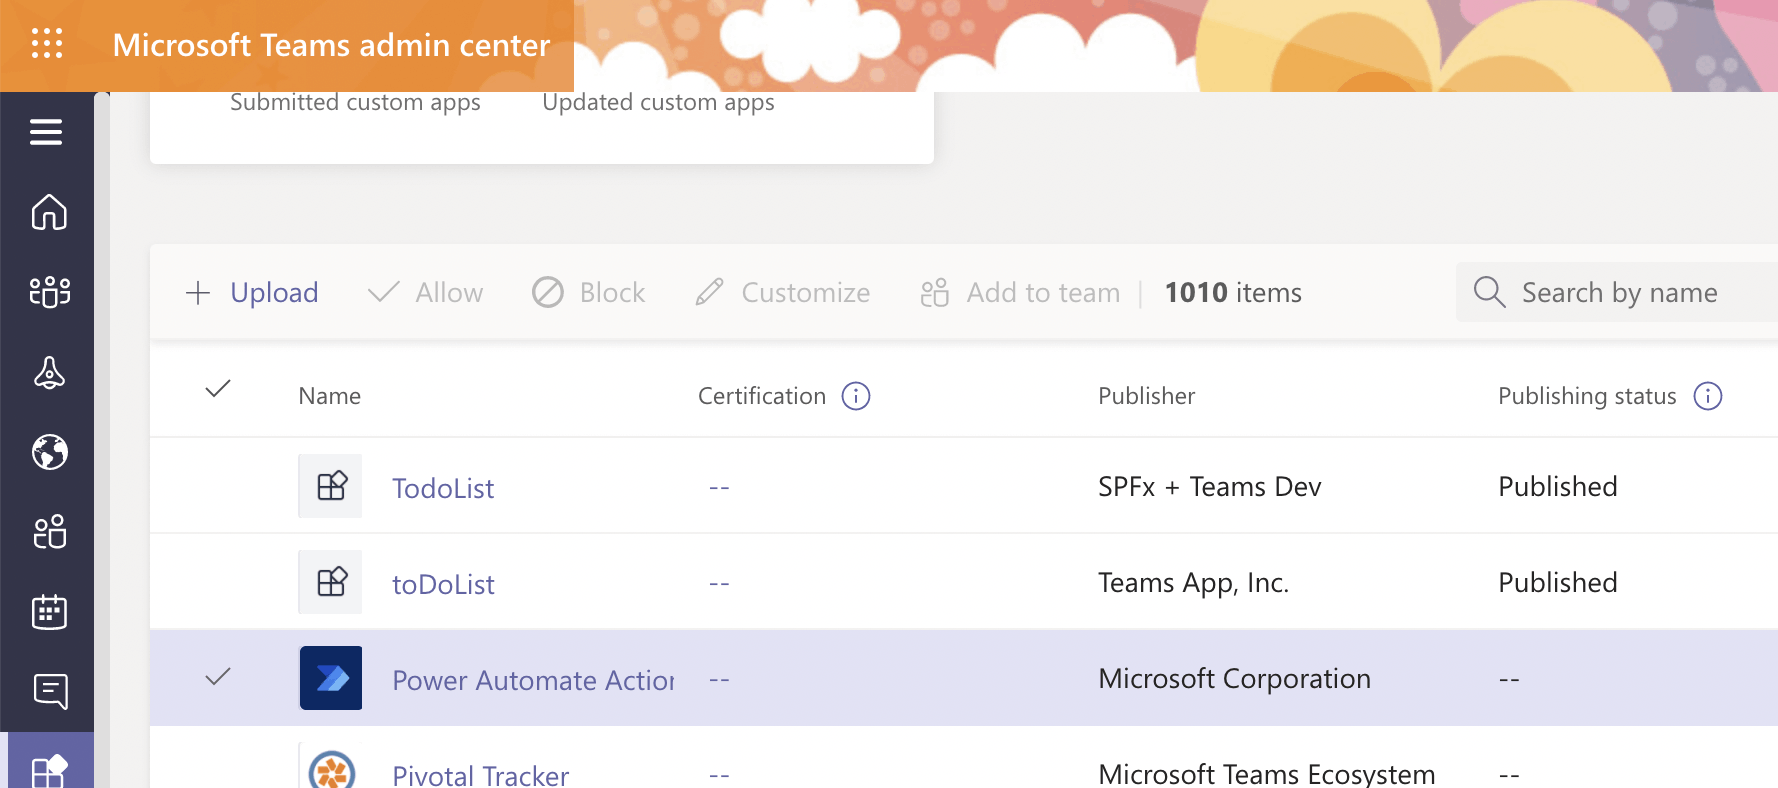 Microsoft Teams admin center
Submitted custom apps Updated custom apps
Upload Allow Block Customize Add to team 1010 items Search by name
Name Certification Publisher Publishing status
TodoList -- SPFx + Teams Dev Published
toDoList -- Teams App, Inc. Published
Power Automate Action -- Microsoft Corporation --
Pivotal Tracker -- Microsoft Teams Ecosystem --